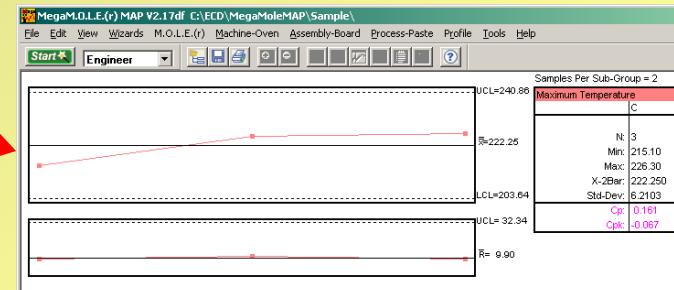 MegaM.O.L.E.(r) MAP V2.17df C:\ECD\MegaMoleMAP\Sample\
File Edit View Wizards M.O.L.E.(r) Machine-Oven Assembly-Board Process-Paste Profile Tools Help
Start Engineer
Samples Per Sub-Group = 2
UCL=240.86
Maximum Temperature
C
X=222.25
N: 3
Min: 215.10
Max: 226.30
X-2Bar: 222.250
LCL=203.64
Std-Dev: 6.2103
Cp: 0.161
UCL= 32.34
Cpk: -0.067
R= 9.90